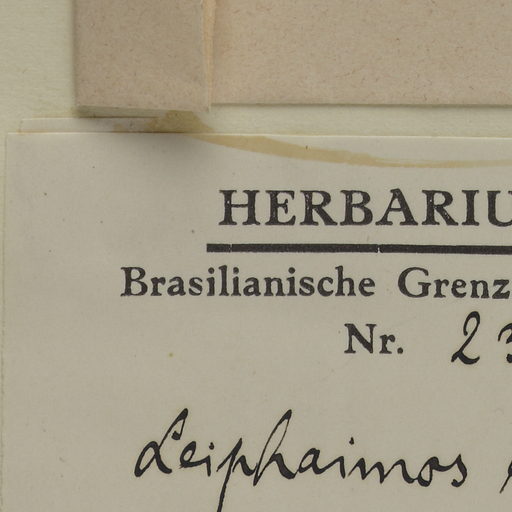 HERBARIU
Brasilianische Grenz
Nr. 23
Leiphaimos